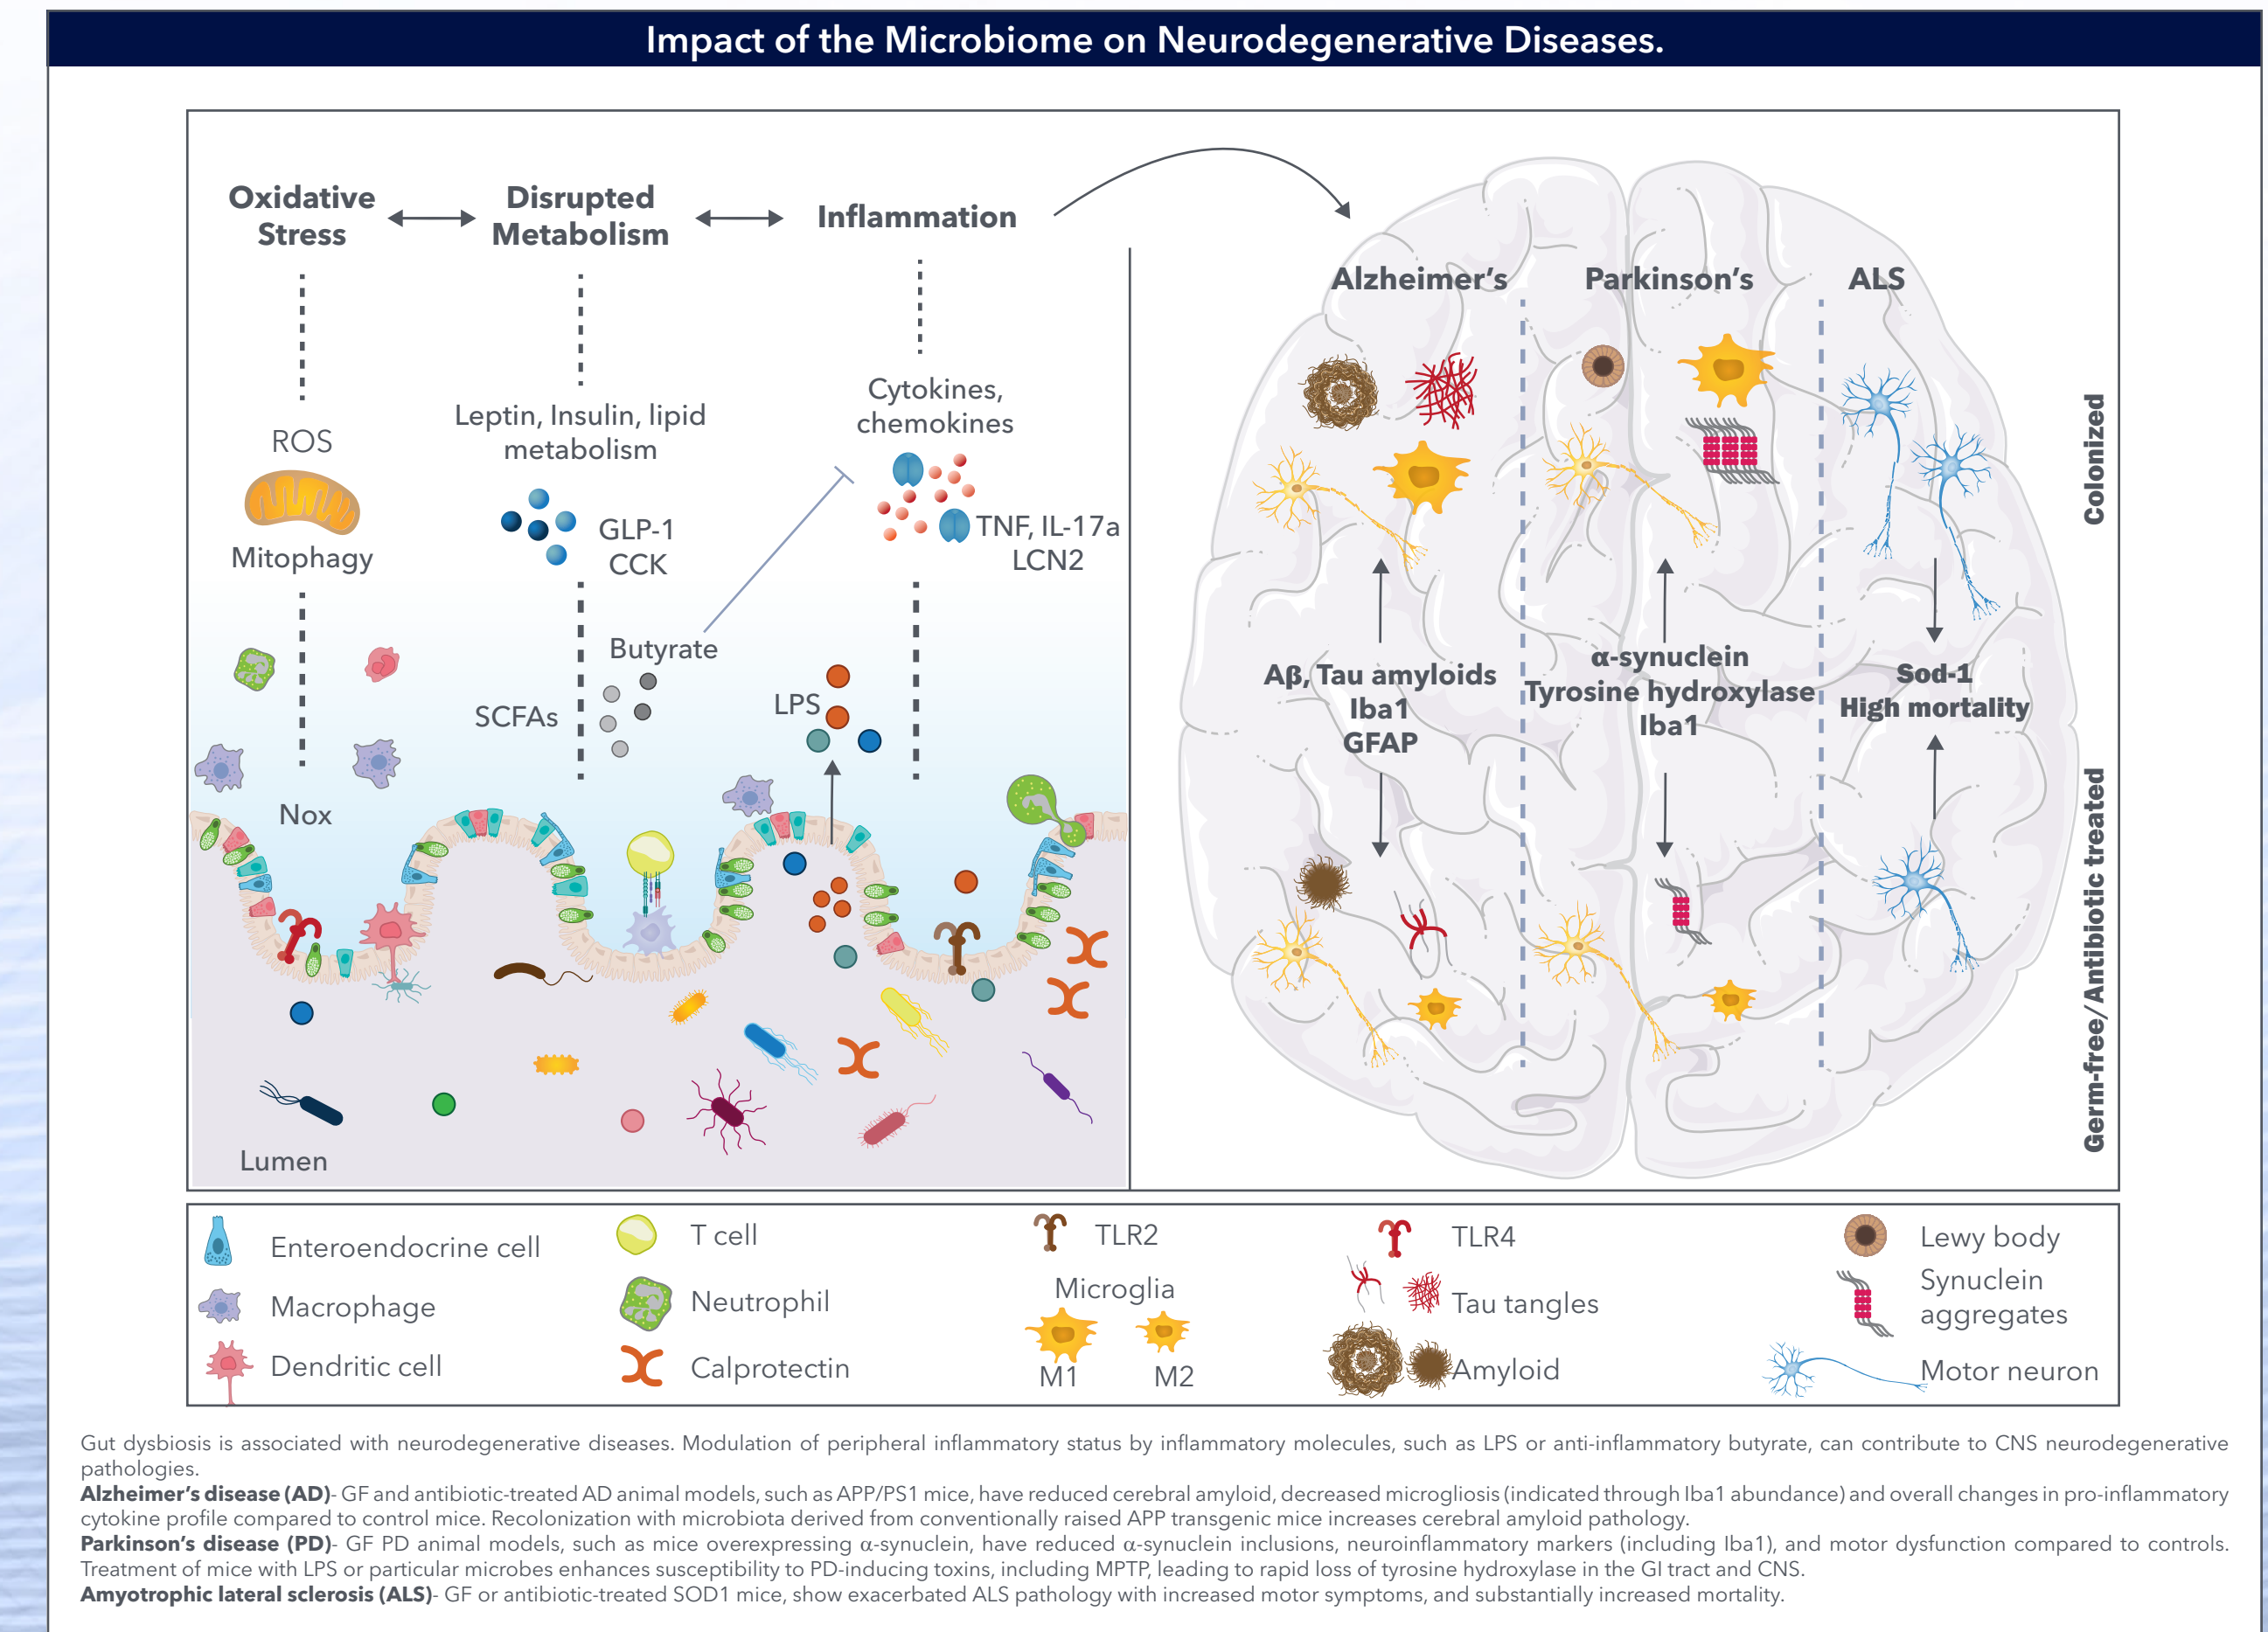 Impact of the Microbiome on Neurodegenerative Diseases.
Oxidative
Stress
Disrupted
Metabolism
Inflammation
ROS
Mitophagy
Nox
Leptin, Insulin, lipid
metabolism
GLP-1
CCK
Butyrate
SCFAs
Cytokines,
chemokines
TNF, IL-17a
LCN2
LPS
Lumen
Alzheimer's
Parkinson's
ALS
Aβ, Tau amyloids
Iba1
GFAP
α-synuclein
Tyrosine hydroxylase
Iba1
Sod-1
High mortality
Colonized
Germ-free/Antibiotic treated
Enteroendocrine cell
Macrophage
Dendritic cell
T cell
Neutrophil
Calprotectin
TLR2
Microglia
M1
M2
TLR4
Tau tangles
Amyloid
Lewy body
Synuclein
aggregates
Motor neuron
Gut dysbiosis is associated with neurodegenerative diseases. Modulation of peripheral inflammatory status by inflammatory molecules, such as LPS or anti-inflammatory butyrate, can contribute to CNS neurodegenerative
pathologies.
Alzheimer's disease (AD)- GF and antibiotic-treated AD animal models, such as APP/PS1 mice, have reduced cerebral amyloid, decreased microgliosis (indicated through Iba1 abundance) and overall changes in pro-inflammatory
cytokine profile compared to control mice. Recolonization with microbiota derived from conventionally raised APP transgenic mice increases cerebral amyloid pathology.
Parkinson's disease (PD)- GF PD animal models, such as mice overexpressing α-synuclein, have reduced α-synuclein inclusions, neuroinflammatory markers (including Iba1), and motor dysfunction compared to controls.
Treatment of mice with LPS or particular microbes enhances susceptibility to PD-inducing toxins, including MPTP, leading to rapid loss of tyrosine hydroxylase in the GI tract and CNS.
Amyotrophic lateral sclerosis (ALS)- GF or antibiotic-treated SOD1 mice, show exacerbated ALS pathology with increased motor symptoms, and substantially increased mortality.